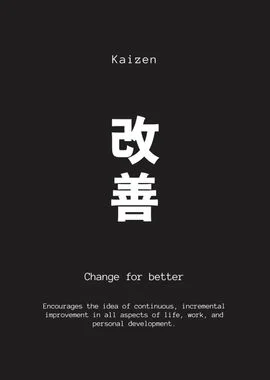 Kaizen
改
善
Change for better
Encourages the idea of continuous, incremental
improvement in all aspects of life, work, and
personal development.